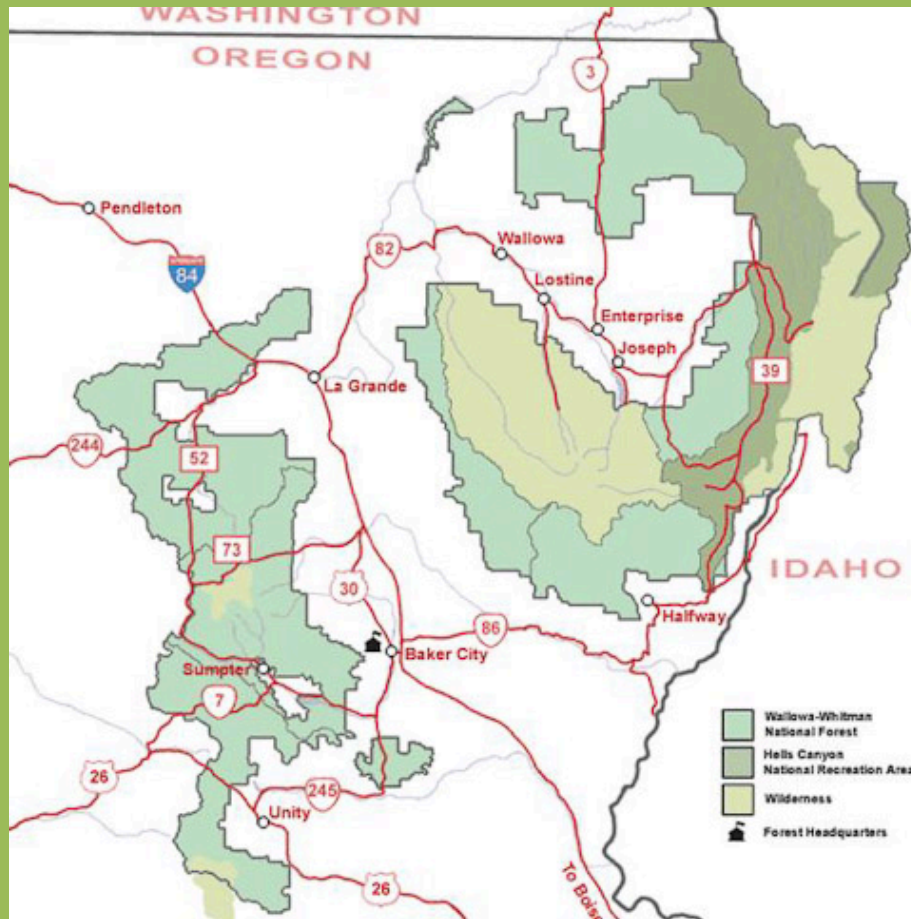 WASHINGTON
OREGON
3
Pendleton
82
Wallowa
84
Lostine
Enterprise
Joseph
La Grande
39
244
52
73
IDAHO
30
Halfway
86
Baker City
Sumpter
7
Wallowa-Whitman
National Forest
Hells Canyon
National Recreation Area
26
245
Wilderness
Unity
Forest Headquarters
To Boise
26